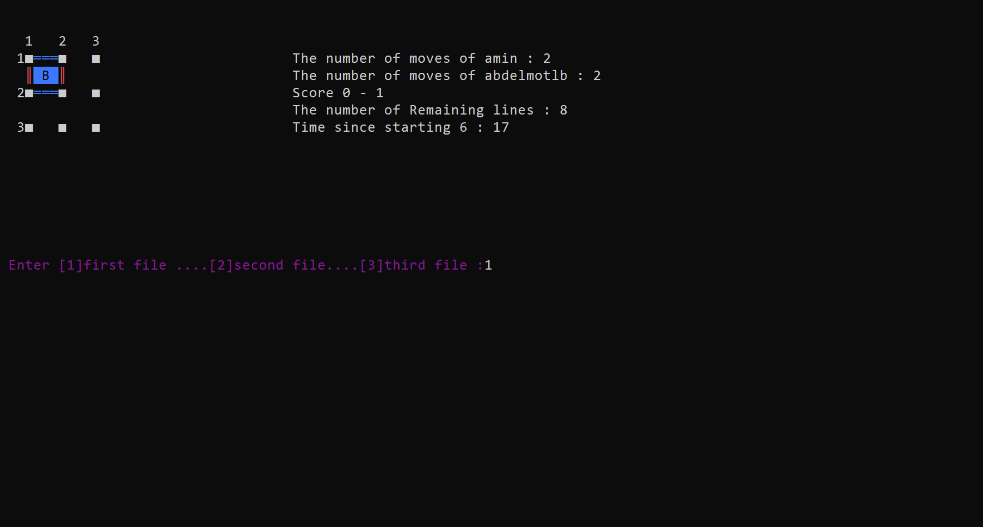 1 2 3
1■═══■ ■ The number of moves of amin : 2
║ B ║ The number of moves of abdelmotlb : 2
2■═══■ ■ Score 0 - 1
The number of Remaining lines : 8
3■ ■ ■ Time since starting 6 : 17
Enter [1]first file ....[2]second file....[3]third file :1